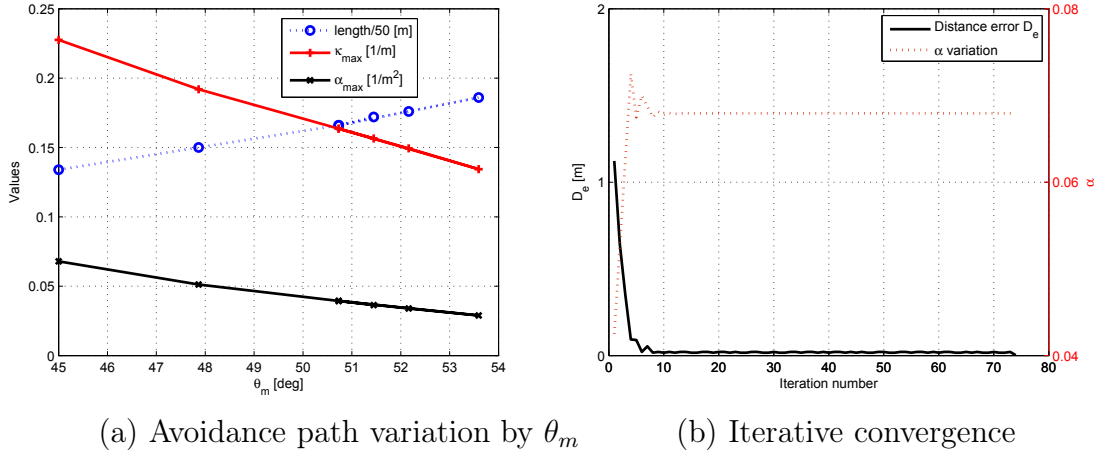 length/50 [m]
κmax [1/m]
αmax [1/m²]
Values
0.25
0.2
0.15
0.1
0.05
0
45 46 47 48 49 50 51 52 53 54
θm [deg]
(a) Avoidance path variation by θm
Distance error De
α variation
De [m]
2
1
0
0.08
0.06
0.04
α
0 10 20 30 40 50 60 70 80
Iteration number
(b) Iterative convergence